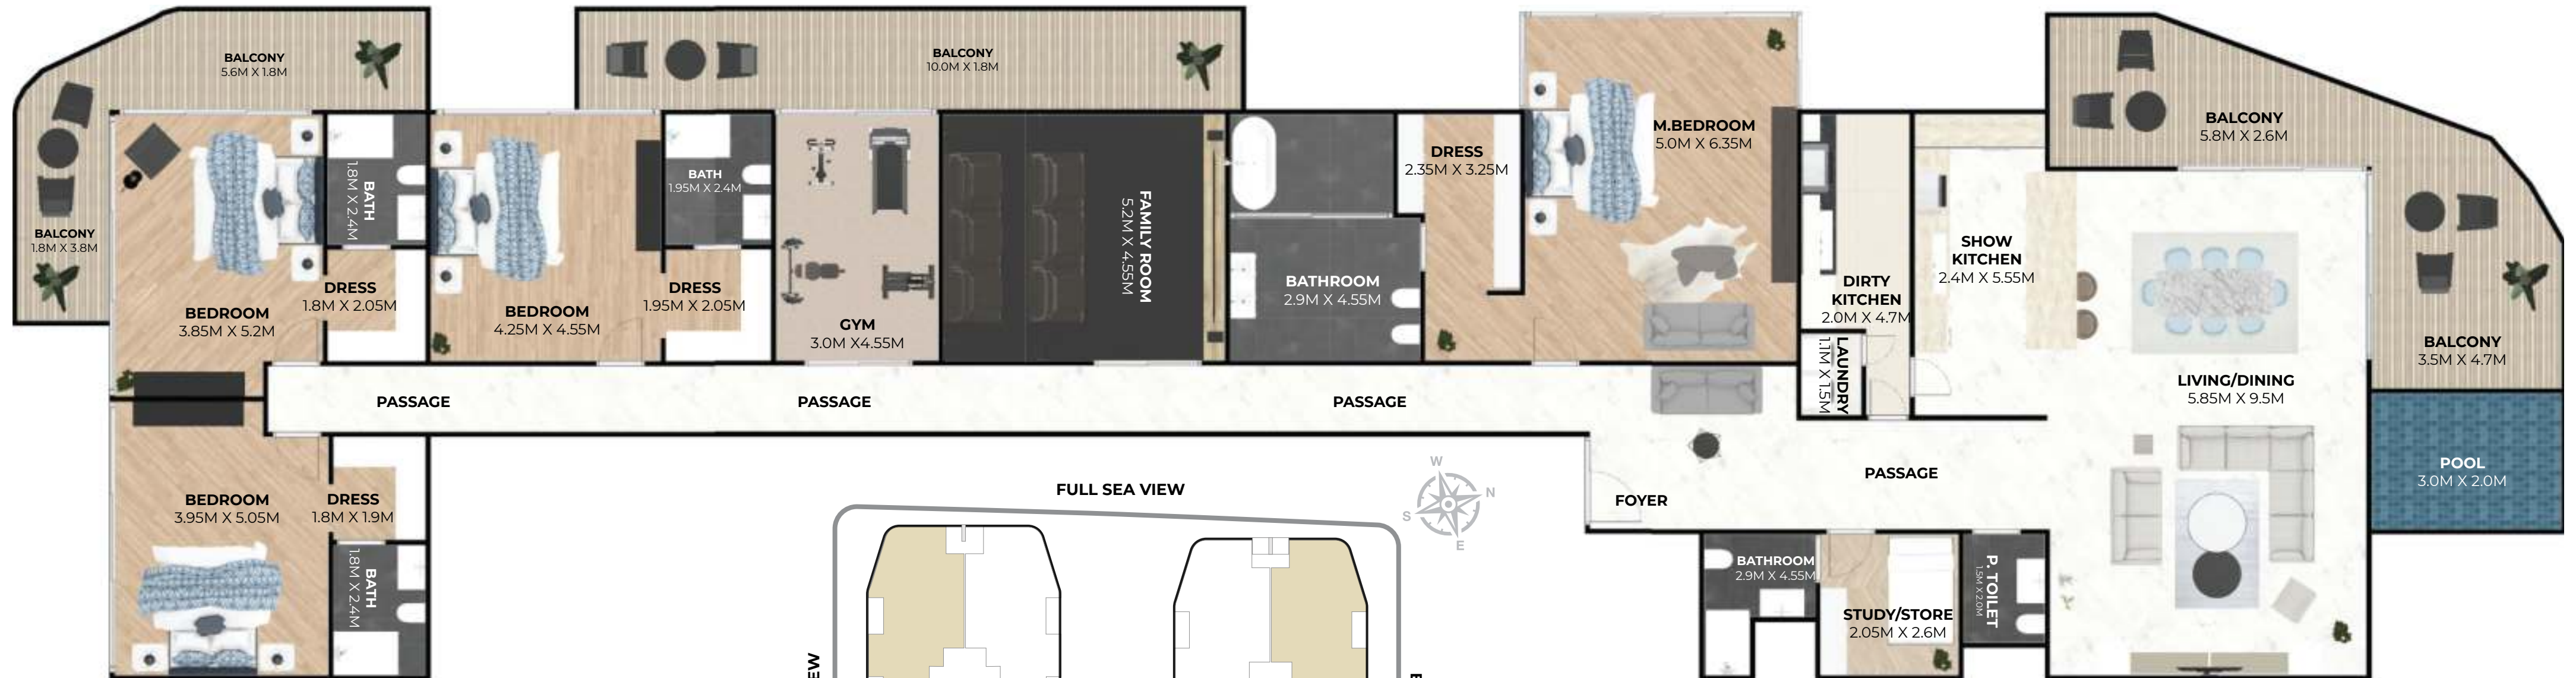 BALCONY
5.6M X 1.8M
BALCONY
10.0M X 1.8M
BALCONY
1.8M X 3.8M
BEDROOM
3.85M X 5.2M
BATH
1.8M X 2.4M
DRESS
1.8M X 2.05M
BEDROOM
4.25M X 4.55M
BATH
1.95M X 2.4M
DRESS
1.95M X 2.05M
GYM
3.0M X4.55M
FAMILY ROOM
5.2M X 4.55M
BATHROOM
2.9M X 4.55M
DRESS
2.35M X 3.25M
M.BEDROOM
5.0M X 6.35M
DIRTY
KITCHEN
2.0M X 4.7M
LAUNDRY
1.1M X 1.5M
SHOW
KITCHEN
2.4M X 5.55M
BALCONY
5.8M X 2.6M
BALCONY
3.5M X 4.7M
LIVING/DINING
5.85M X 9.5M
PASSAGE
PASSAGE
PASSAGE
PASSAGE
POOL
3.0M X 2.0M
FOYER
BEDROOM
3.95M X 5.05M
DRESS
1.8M X 1.9M
BATH
1.8M X 2.4M
FULL SEA VIEW
W
N
S
E
EW
BATHROOM
2.9M X 4.55M
STUDY/STORE
2.05M X 2.6M
P. TOILET
1.5M X 2.0M